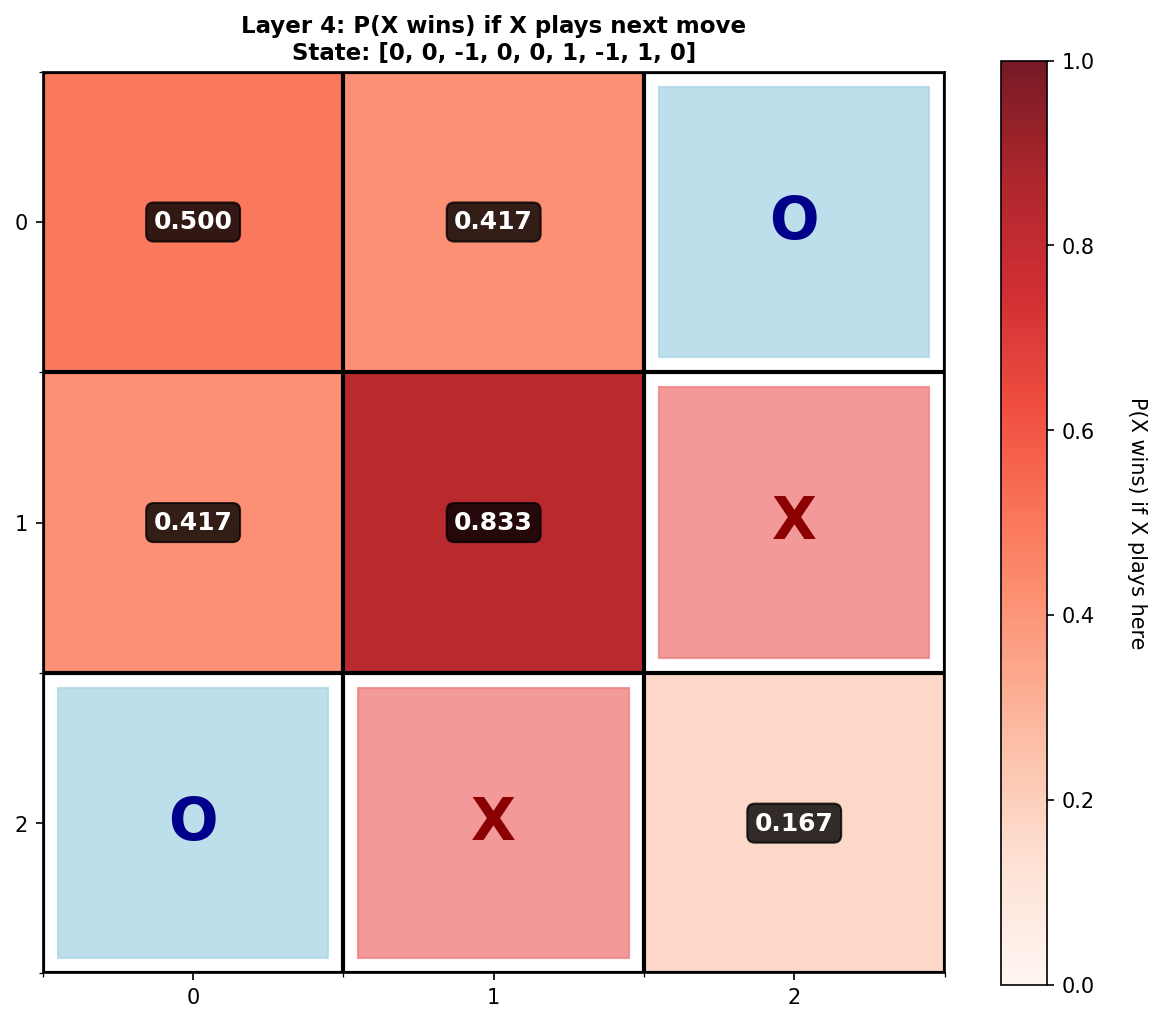 Layer 4: P(X wins) if X plays next move
State: [0, 0, -1, 0, 0, 1, -1, 1, 0]
0
0.500
0.417
O
1
0.417
0.833
X
2
O
X
0.167
0
1
2
1.0
0.8
0.6
0.4
0.2
0.0
P(X wins) if X plays here